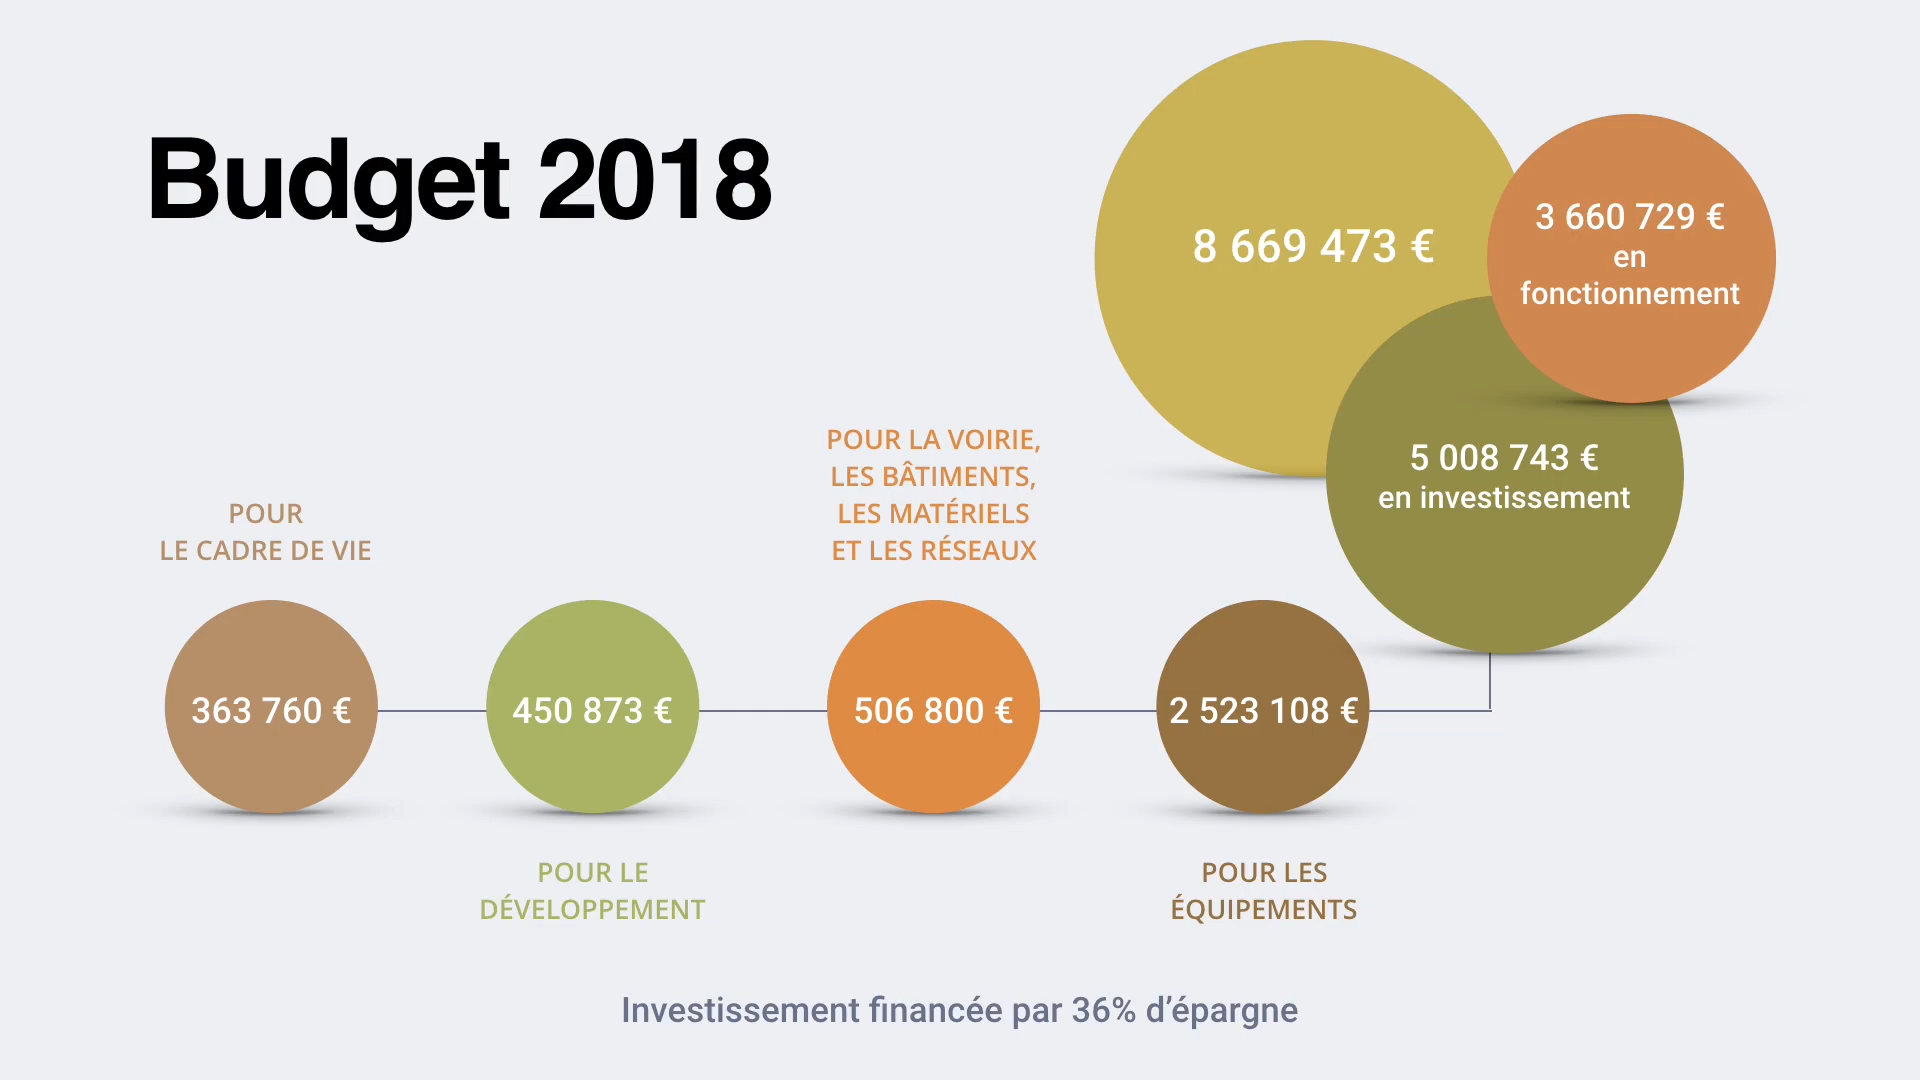 Budget 2018
8 669 473 €
3 660 729 €
en
fonctionnement
5 008 743 €
en investissement
POUR
LE CADRE DE VIE
363 760 €
450 873 €
POUR LE
DÉVELOPPEMENT
POUR LA VOIRIE,
LES BÂTIMENTS,
LES MATÉRIELS
ET LES RÉSEAUX
506 800 €
2 523 108 €
POUR LES
ÉQUIPEMENTS
Investissement financée par 36% d’épargne